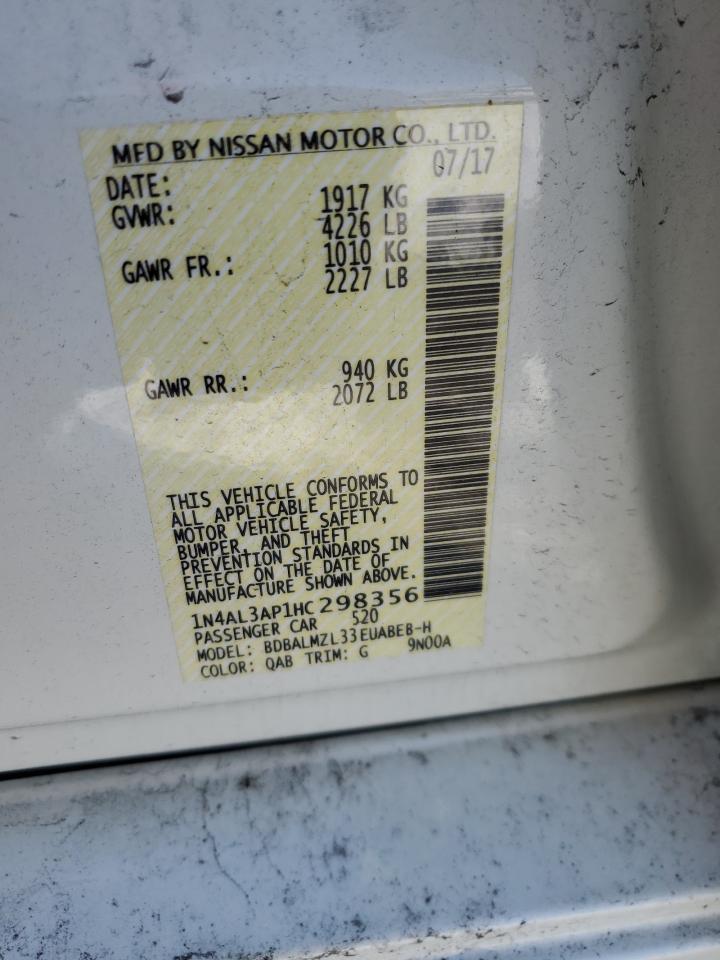 MFD BY NISSAN MOTOR CO., LTD.
DATE: 07/17
GVWR: 1917 KG
4226 LB
GAWR FR.: 1010 KG
2227 LB
GAWR RR.: 940 KG
2072 LB
THIS VEHICLE CONFORMS TO
ALL APPLICABLE FEDERAL
MOTOR VEHICLE SAFETY,
BUMPER, AND THEFT
PREVENTION STANDARDS IN
EFFECT ON THE DATE OF
MANUFACTURE SHOWN ABOVE.
1N4AL3AP1HC298356
PASSENGER CAR 520
MODEL: BDBALMZL33EUABEB-H
COLOR: QAB TRIM: G 9N00A